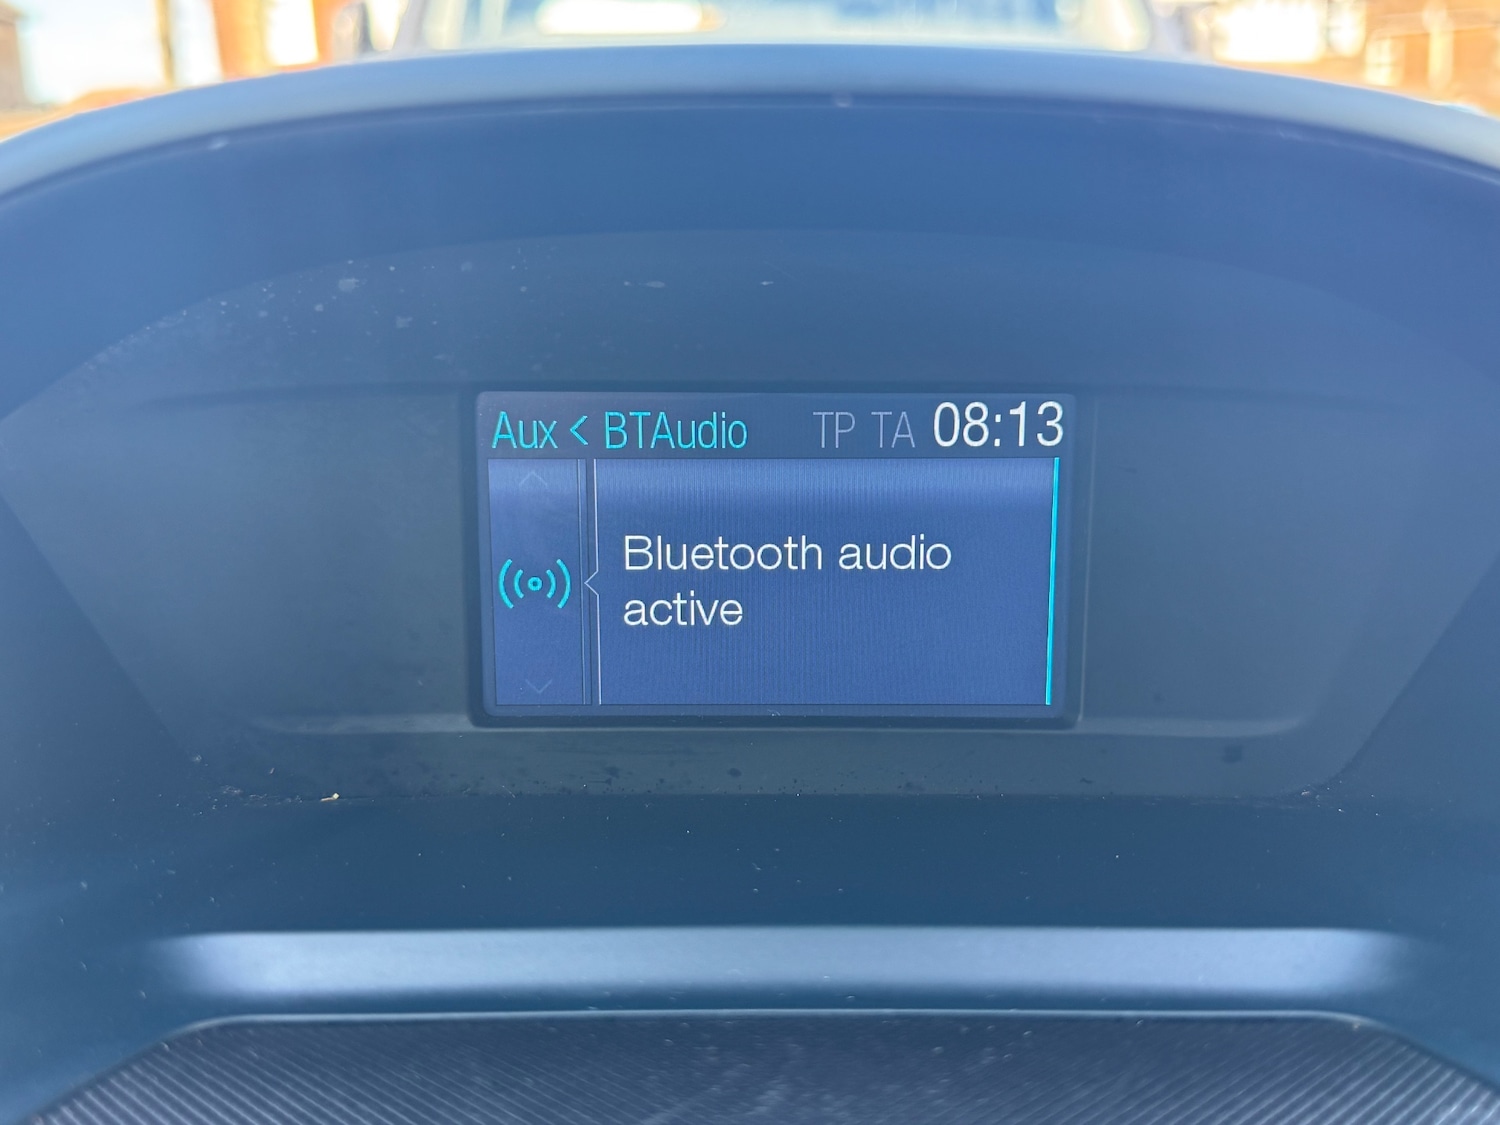 Aux < BTAudio TP TA 08:13
Bluetooth audio
active